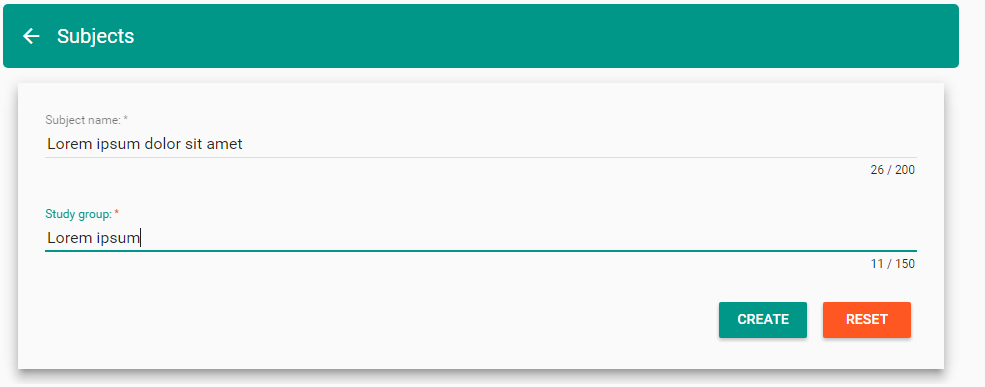 Subjects
Subject name: *
Lorem ipsum dolor sit amet
26 / 200
Study group: *
Lorem ipsum
11 / 150
CREATE RESET